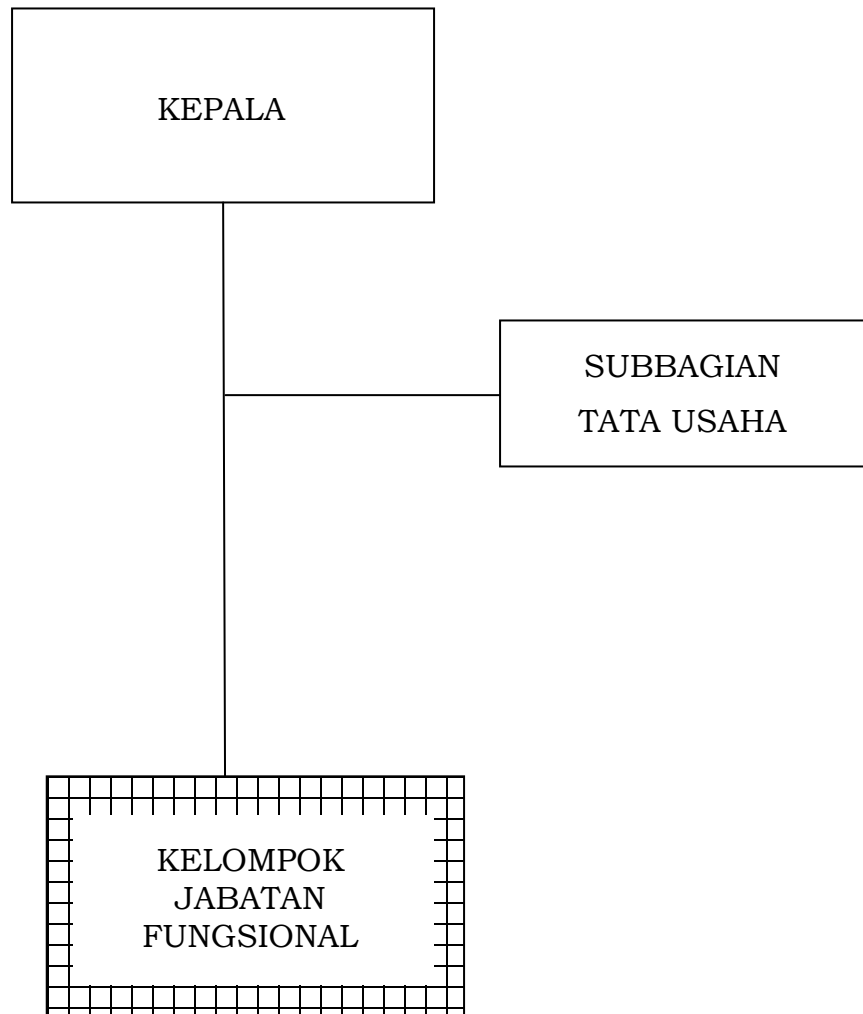 KEPALA
SUBBAGIAN
TATA USAHA
KELOMPOK
JABATAN
FUNGSIONAL